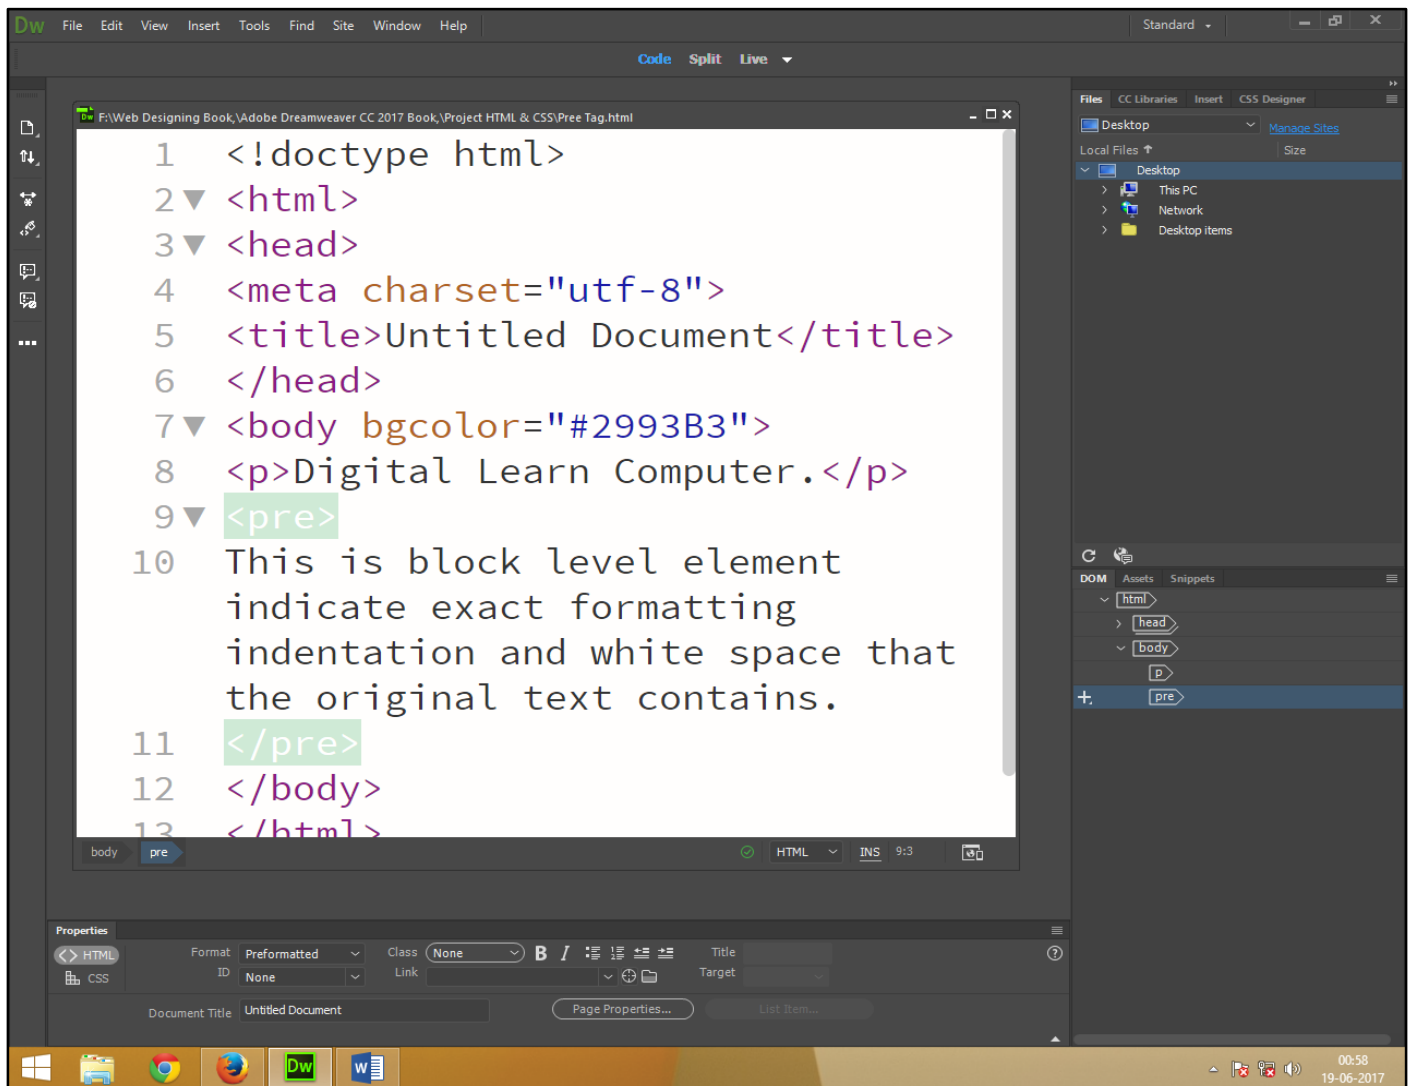 Dw File Edit View Insert Tools Find Site Window Help Standard
Code Split Live
F:\Web Designing Book,\Adobe Dreamweaver CC 2017 Book,\Project HTML & CSS\Pree Tag.html
1 <!doctype html>
2 <html>
3 <head>
4 <meta charset="utf-8">
5 <title>Untitled Document</title>
6 </head>
7 <body bgcolor="#2993B3">
8 <p>Digital Learn Computer.</p>
9 <pre>
10 This is block level element
indicate exact formatting
indentation and white space that
the original text contains.
11 </pre>
12 </body>
13 </html>
body pre HTML INS 9:3
Files CC Libraries Insert CSS Designer
Desktop Manage Sites
Local Files Size
Desktop
This PC
Network
Desktop items
DOM Assets Snippets
html
head
body
p
pre
Properties
<> HTML Format Preformatted Class None B I Title
CSS ID None Link Target
Document Title Untitled Document Page Properties... List Item...
Dw W 00:58
19-06-2017